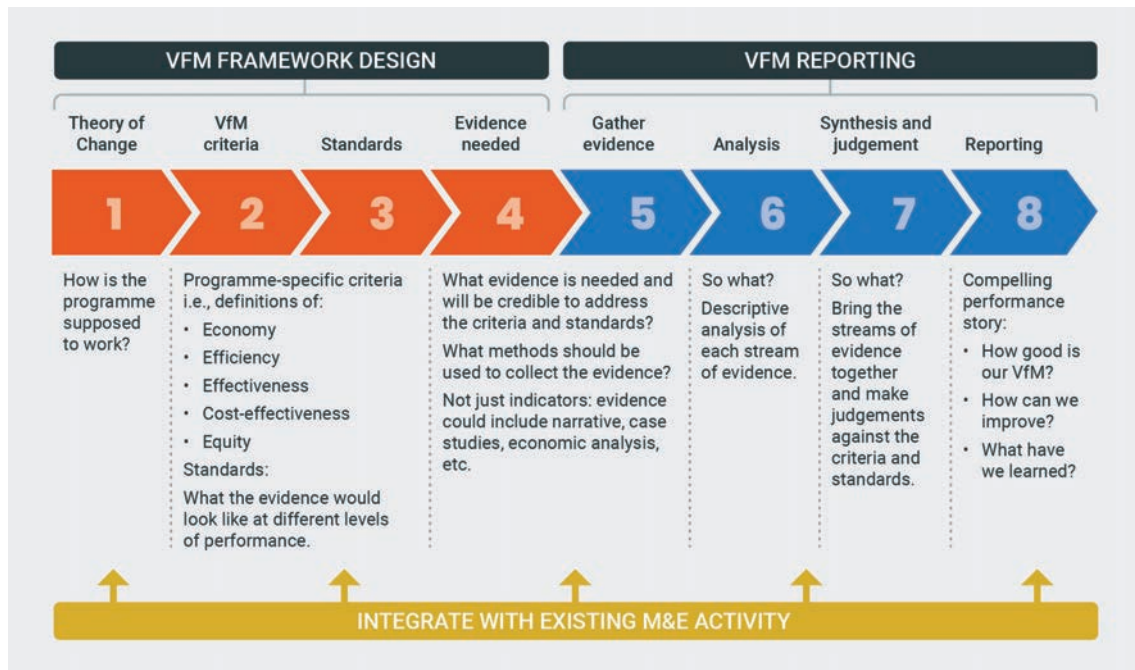 VFM FRAMEWORK DESIGN
VFM REPORTING
Theory of
Change
VfM
criteria
Standards
Evidence
needed
Gather
evidence
Analysis
Synthesis and
judgement
Reporting
1
2
3
4
5
6
7
8
How is the
programme
supposed
to work?
Programme-specific criteria
i.e., definitions of:
• Economy
• Efficiency
• Effectiveness
• Cost-effectiveness
• Equity
Standards:
What the evidence would
look like at different levels
of performance.
What evidence is needed and
will be credible to address
the criteria and standards?
What methods should be
used to collect the evidence?
Not just indicators: evidence
could include narrative, case
studies, economic analysis,
etc.
So what?
Descriptive
analysis of
each stream
of evidence.
So what?
Bring the
streams of
evidence
together
and make
judgements
against the
criteria and
standards.
Compelling
performance
story:
• How good is
our VfM?
• How can we
improve?
• What have
we learned?
INTEGRATE WITH EXISTING M&E ACTIVITY